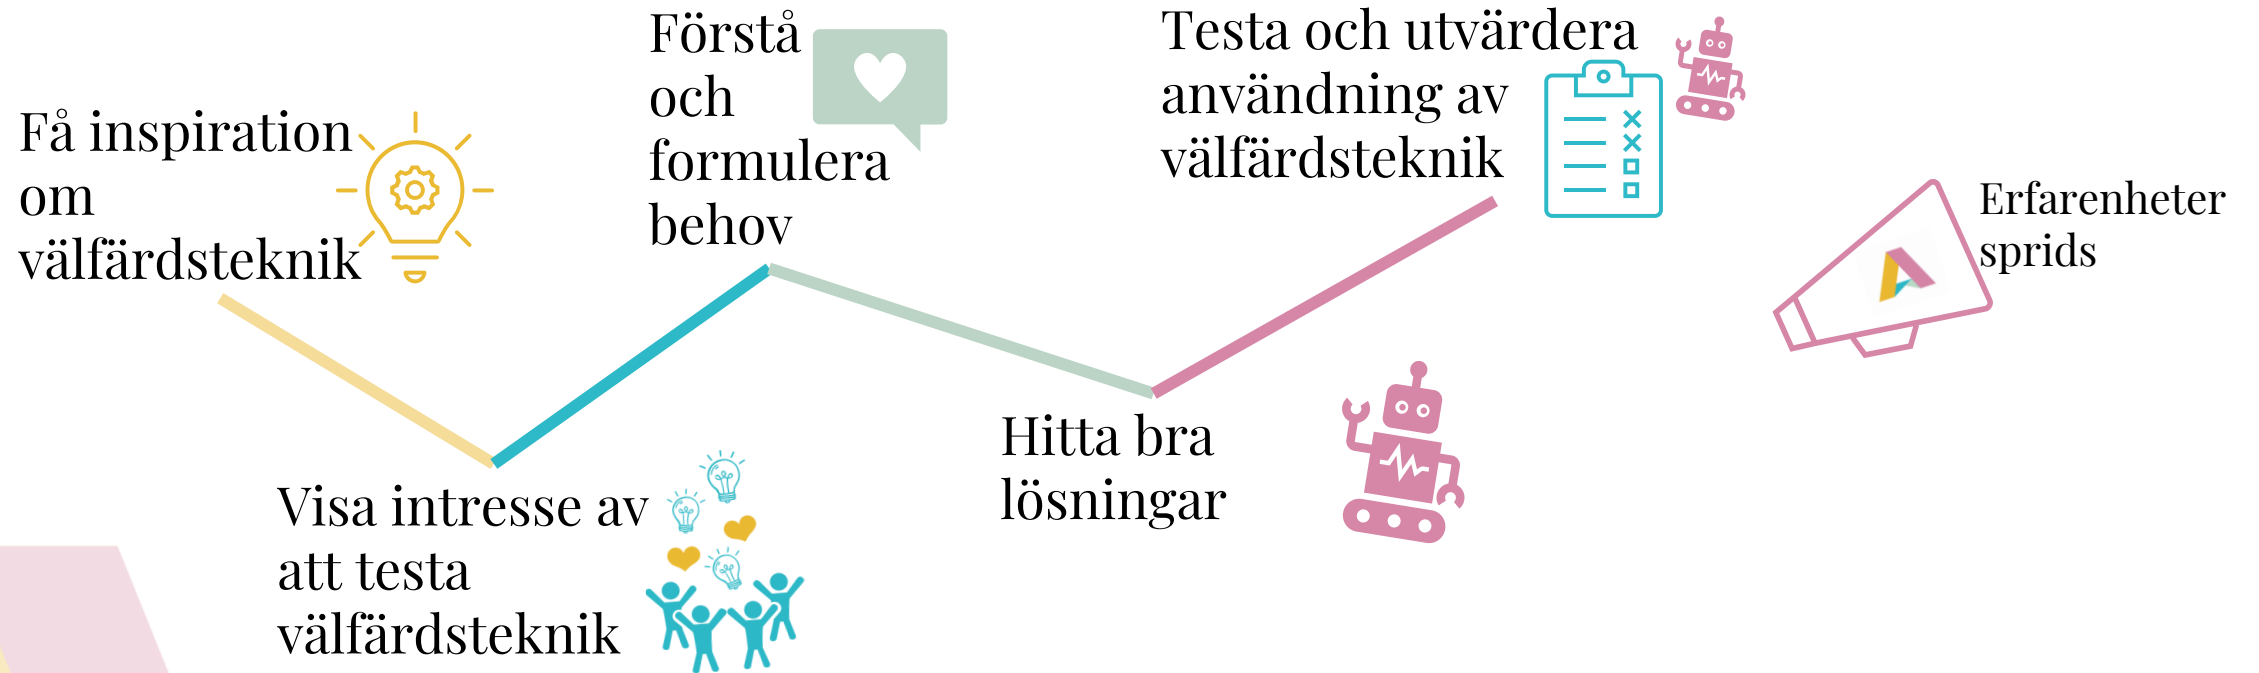 Få inspiration
om
välfärdsteknik
Visa intresse av
att testa
välfärdsteknik
Förstå
och
formulera
behov
Hitta bra
lösningar
Testa och utvärdera
användning av
välfärdsteknik
Erfarenheter
sprids